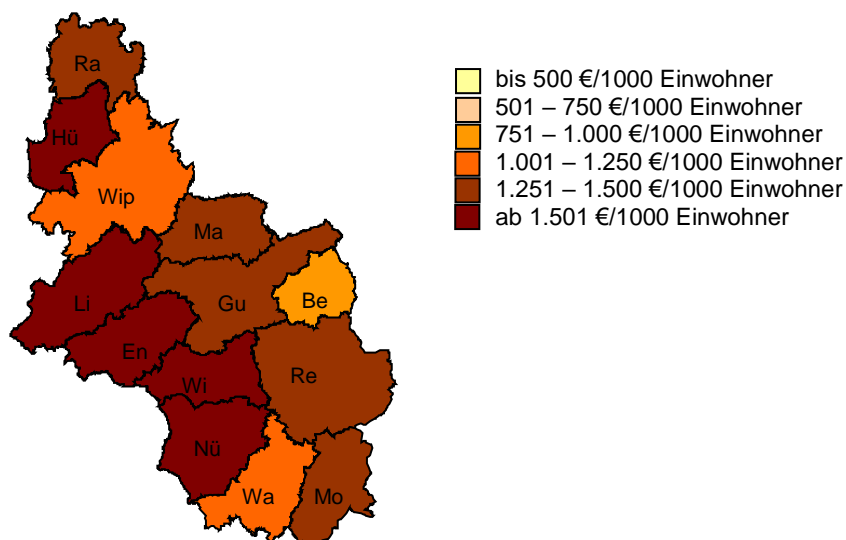 Ra
Hü
Wip
Ma
Li
Gu
Be
En
Wi
Re
Nü
Wa
Mo
bis 500 €/1000 Einwohner
501 – 750 €/1000 Einwohner
751 – 1.000 €/1000 Einwohner
1.001 – 1.250 €/1000 Einwohner
1.251 – 1.500 €/1000 Einwohner
ab 1.501 €/1000 Einwohner